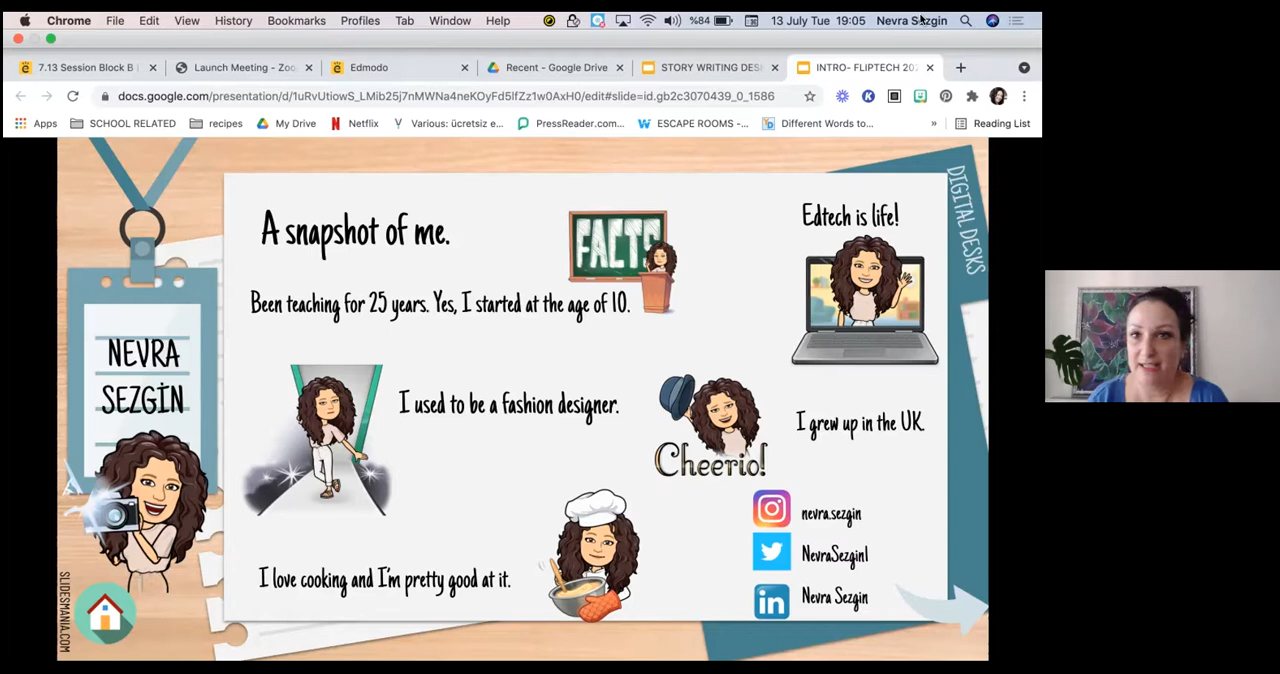 Chrome File Edit View History Bookmarks Profiles Tab Window Help %84 13 July Tue 19:05 Nevra Sezgin
7.13 Session Block B Launch Meeting - Zoo Edmodo Recent - Google Drive STORY WRITING DES INTRO- FLIPTECH 202
docs.google.com/presentation/d/1uRvUtiowS_LMib25j7nMWNa4neKOyFd5lfZz1w0AxH0/edit#slide=id.gb2c3070439_0_1586
Apps SCHOOL RELATED recipes My Drive Netflix Various: ücretsiz e... PressReader.com... ESCAPE ROOMS -... Different Words to... » Reading List
DIGITAL DESKS
A snapshot of me.
FACTS
Edtech is life!
Been teaching for 25 years. Yes, I started at the age of 10.
NEVRA
SEZGİN
I used to be a fashion designer.
Cheerio!
I grew up in the UK.
nevra.sezgin
NevraSezgin1
Nevra Sezgin
I love cooking and I'm pretty good at it.
SLIDESMANIA.COM